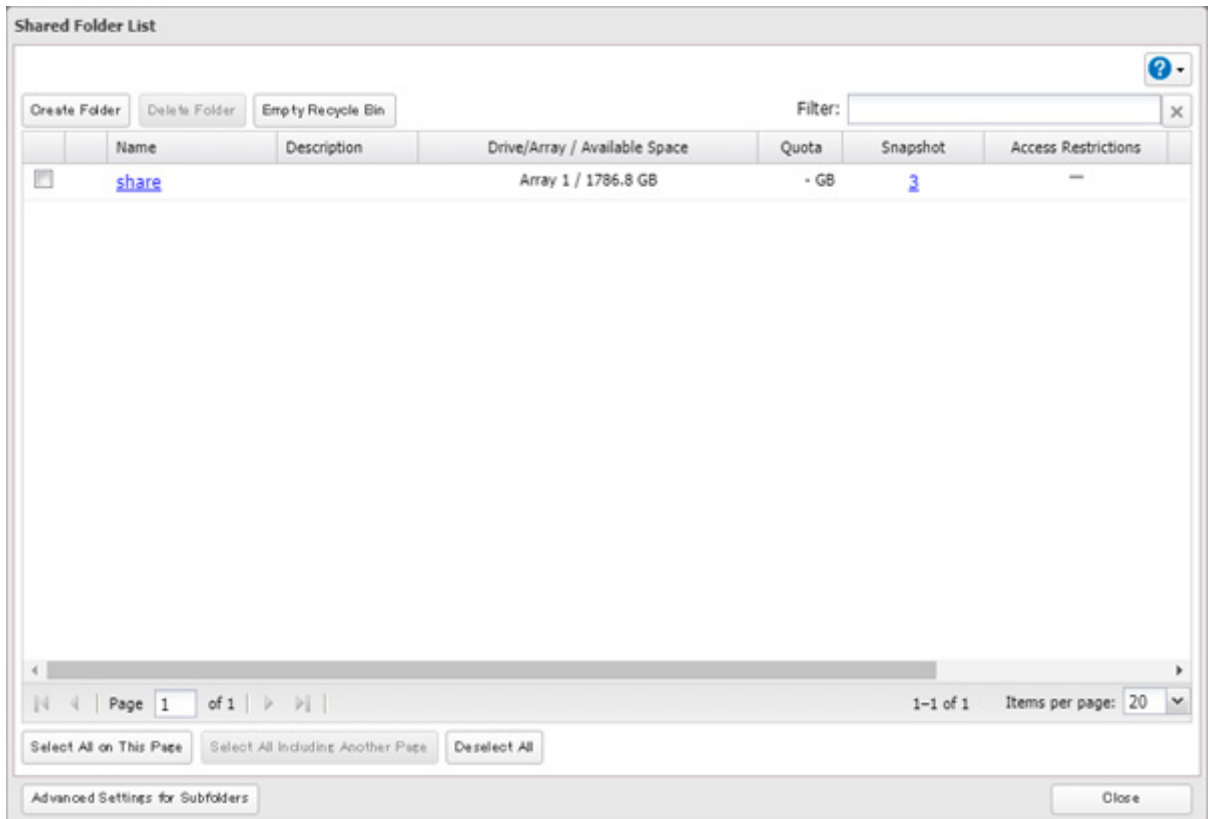 Shared Folder List
?
Create Folder Delete Folder Empty Recycle Bin Filter:
Name Description Drive/Array / Available Space Quota Snapshot Access Restrictions
share Array 1 / 1786.8 GB - GB 3 —
Page 1 of 1 1-1 of 1 Items per page: 20
Select All on This Page Select All Including Another Page Deselect All
Advanced Settings for Subfolders Close